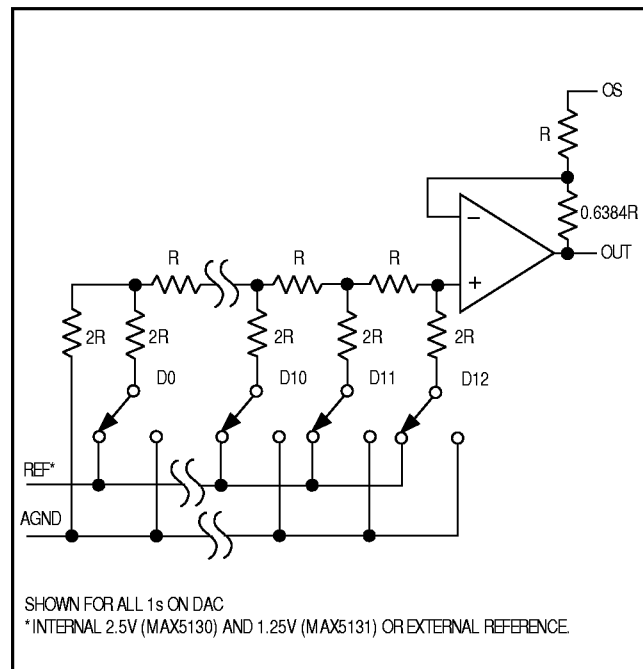 OS
R
0.6384R
OUT
−
+
R
R
R
2R
2R
2R
2R
2R
D0
D10
D11
D12
REF*
AGND
SHOWN FOR ALL 1s ON DAC
*INTERNAL 2.5V (MAX5130) AND 1.25V (MAX5131) OR EXTERNAL REFERENCE.